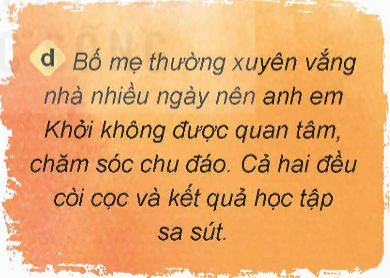 d Bố mẹ thường xuyên vắng
nhà nhiều ngày nên anh em
Khởi không được quan tâm,
chăm sóc chu đáo. Cả hai đều
còi cọc và kết quả học tập
sa sút.